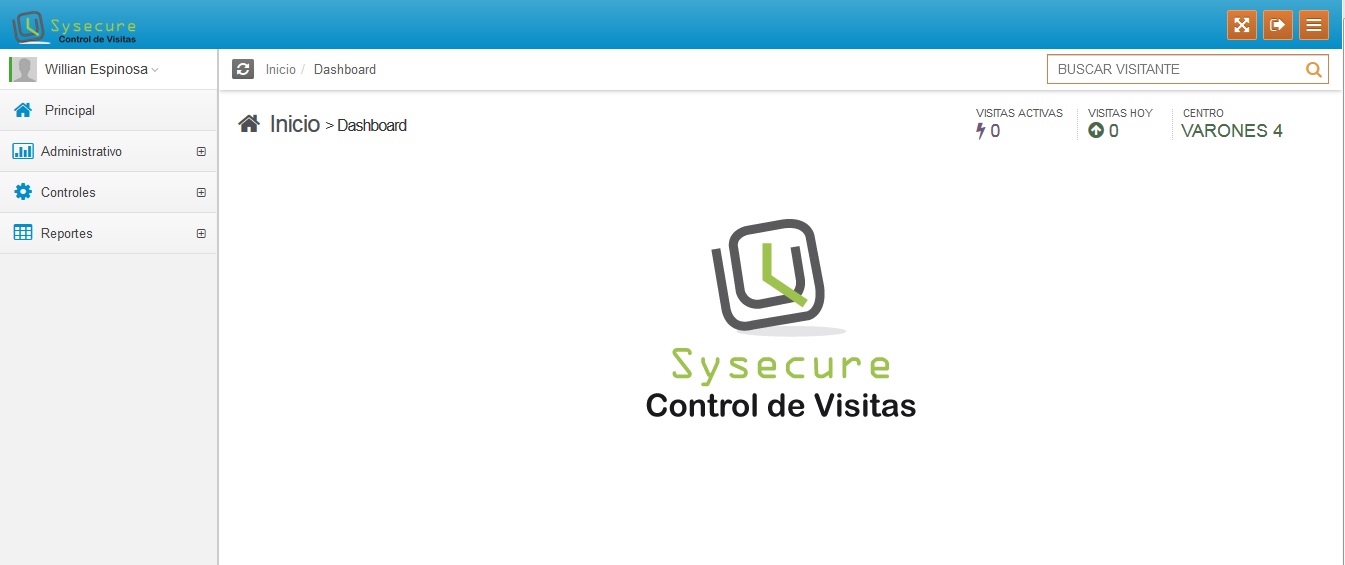 Sysecure
Control de Visitas
Willian Espinosa
Inicio / Dashboard
BUSCAR VISITANTE
Principal
Administrativo
Controles
Reportes
Inicio > Dashboard
VISITAS ACTIVAS
0
VISITAS HOY
0
CENTRO
VARONES 4
Sysecure
Control de Visitas